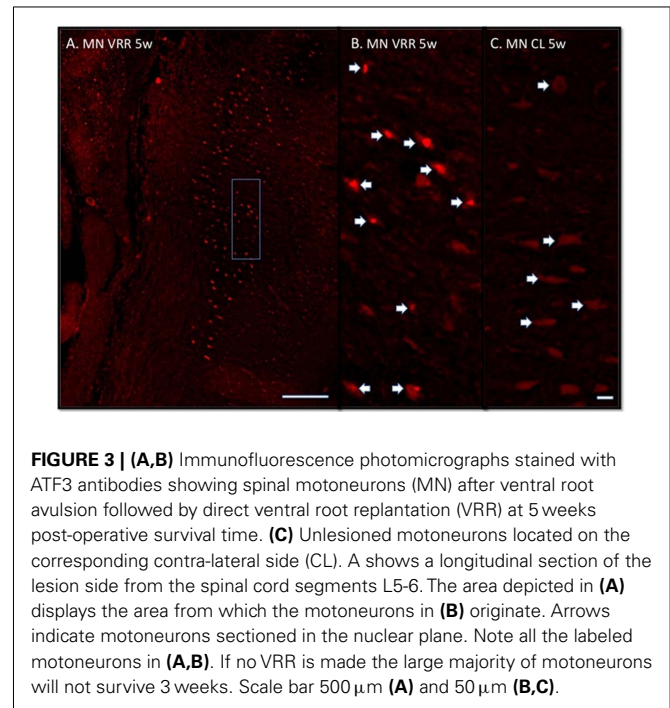 A. MN VRR 5w
B. MN VRR 5w
C. MN CL 5w
FIGURE 3 | (A,B) Immunofluorescence photomicrographs stained with
ATF3 antibodies showing spinal motoneurons (MN) after ventral root
avulsion followed by direct ventral root replantation (VRR) at 5 weeks
post-operative survival time. (C) Unlesioned motoneurons located on the
corresponding contra-lateral side (CL). A shows a longitudinal section of the
lesion side from the spinal cord segments L5-6. The area depicted in (A)
displays the area from which the motoneurons in (B) originate. Arrows
indicate motoneurons sectioned in the nuclear plane. Note all the labeled
motoneurons in (A,B). If no VRR is made the large majority of motoneurons
will not survive 3 weeks. Scale bar 500 μm (A) and 50 μm (B,C).